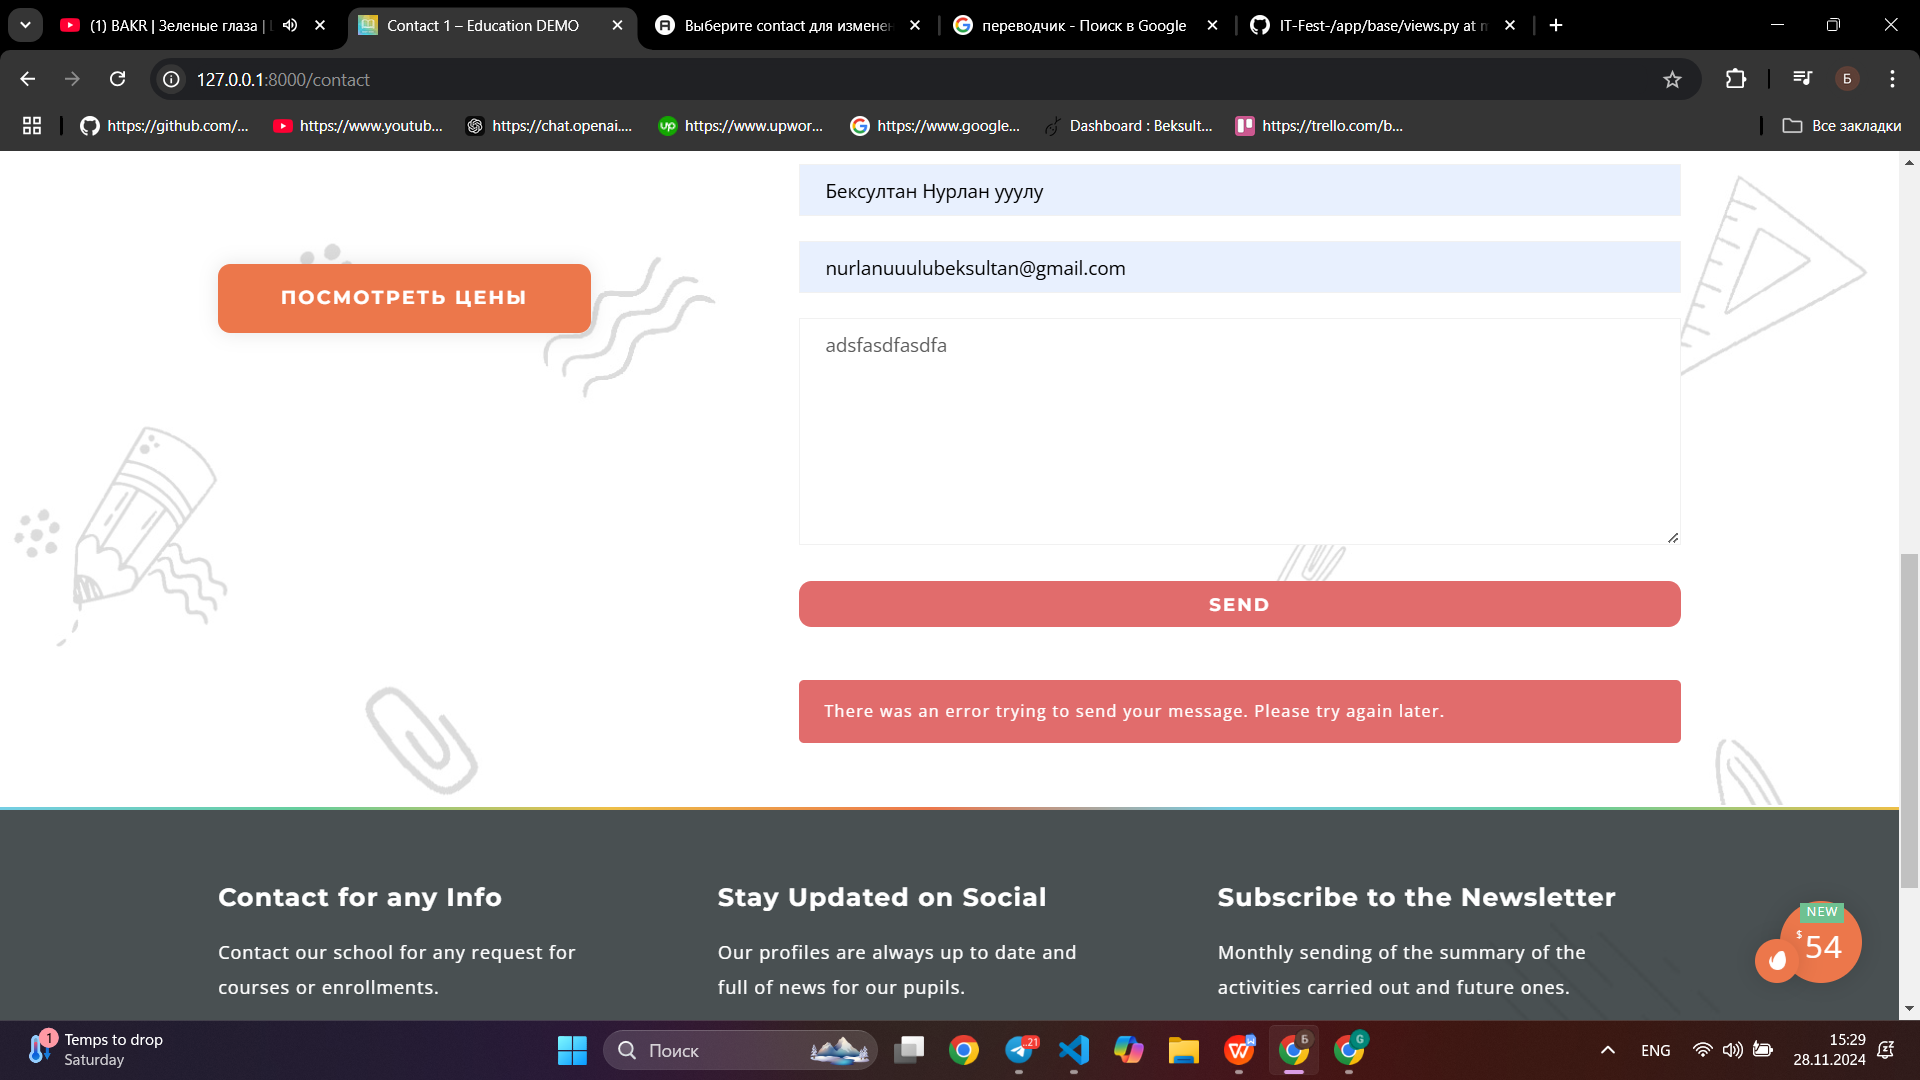 (1) BAKR | Зеленые глаза |
Contact 1 – Education DEMO
Выберите contact для изменен
переводчик - Поиск в Google
IT-Fest-/app/base/views.py at m
127.0.0.1:8000/contact
Б
https://github.com/...
https://www.youtub...
https://chat.openai....
up
https://www.upwor...
https://www.google...
Dashboard : Beksult...
https://trello.com/b...
Все закладки
Бексултан Нурлан ууулу
nurlanuuulubeksultan@gmail.com
ПОСМОТРЕТЬ ЦЕНЫ
adsfasdfasdfa
SEND
There was an error trying to send your message. Please try again later.
Contact for any Info
Stay Updated on Social
Subscribe to the Newsletter
Contact our school for any request for
courses or enrollments.
Our profiles are always up to date and
full of news for our pupils.
Monthly sending of the summary of the
activities carried out and future ones.
NEW
$54
1
Temps to drop
Saturday
Поиск
..21
W
Б
G
ENG
15:29
28.11.2024